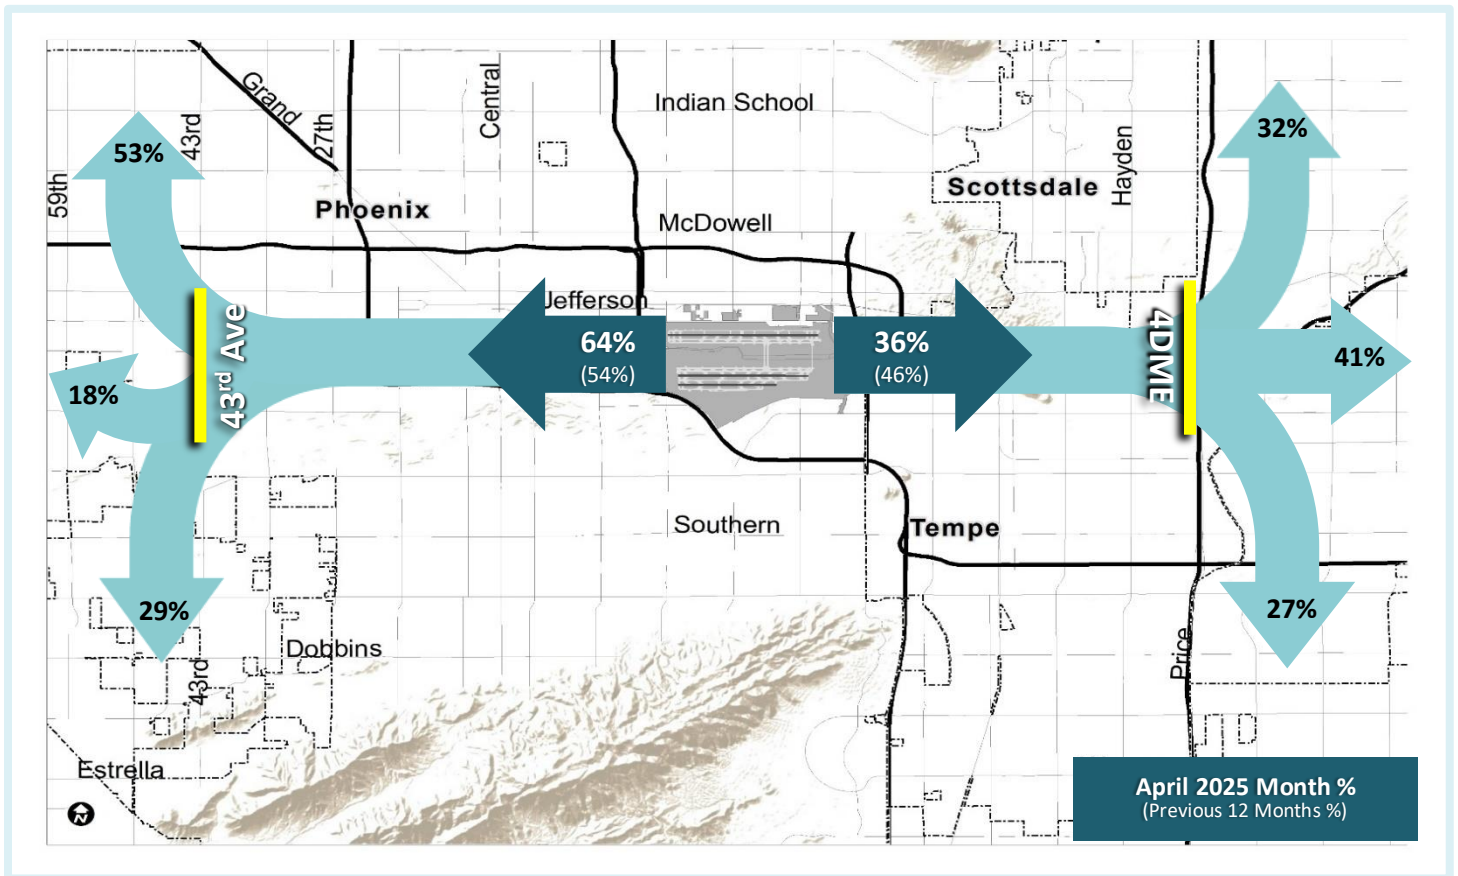 Grand
43rd
27th
Central
Indian School
53%
32%
59th
Phoenix
Scottsdale
Hayden
McDowell
Jefferson
43rd Ave
64%
(54%)
36%
(46%)
4DME
41%
18%
Southern
Tempe
29%
27%
Dobbins
43rd
Price
Estrella
N
April 2025 Month %
(Previous 12 Months %)